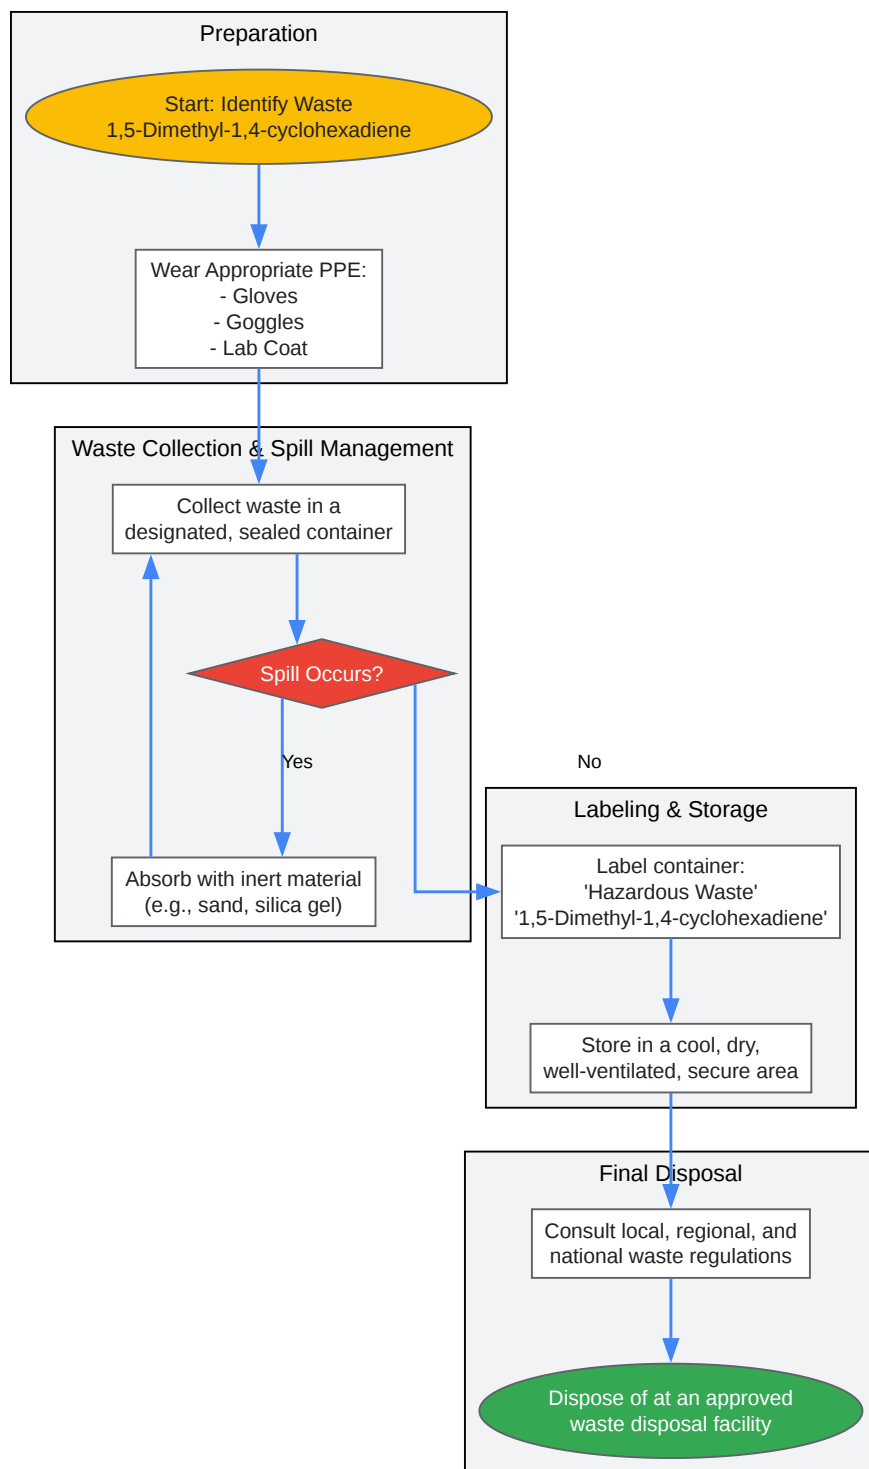 Preparation
Start: Identify Waste
1,5-Dimethyl-1,4-cyclohexadiene
Wear Appropriate PPE:
- Gloves
- Goggles
- Lab Coat
Waste Collection & Spill Management
Collect waste in a
designated, sealed container
Spill Occurs?
Yes
No
Absorb with inert material
(e.g., sand, silica gel)
Labeling & Storage
Label container:
'Hazardous Waste'
'1,5-Dimethyl-1,4-cyclohexadiene'
Store in a cool, dry,
well-ventilated, secure area
Final Disposal
Consult local, regional, and
national waste regulations
Dispose of at an approved
waste disposal facility